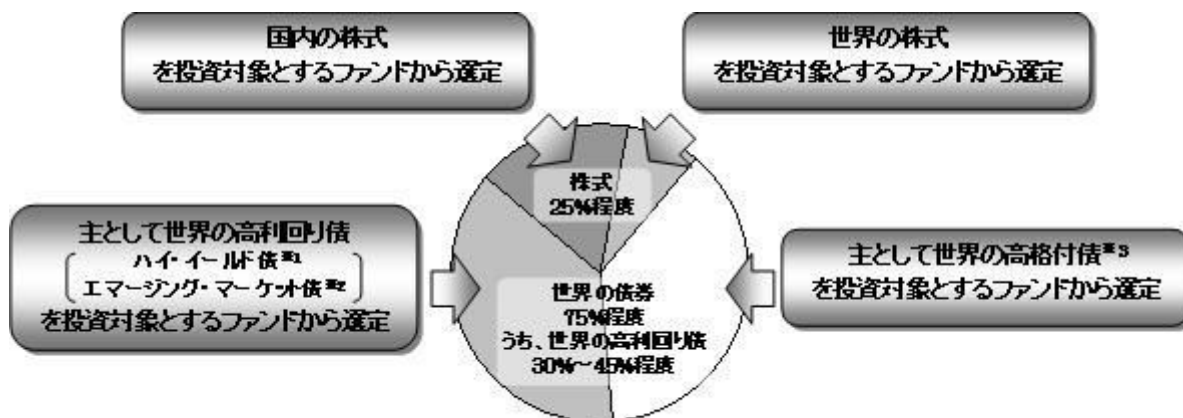 国内の株式
を投資対象とするファンドから選定
世界の株式
を投資対象とするファンドから選定
株式
25%程度
主として世界の高利回り債
ハイ・イールド債※1
エマージング・マーケット債※2
を投資対象とするファンドから選定
主として世界の高格付債※3
を投資対象とするファンドから選定
世界の債券
75%程度
うち、世界の高利回り債
30%～45%程度